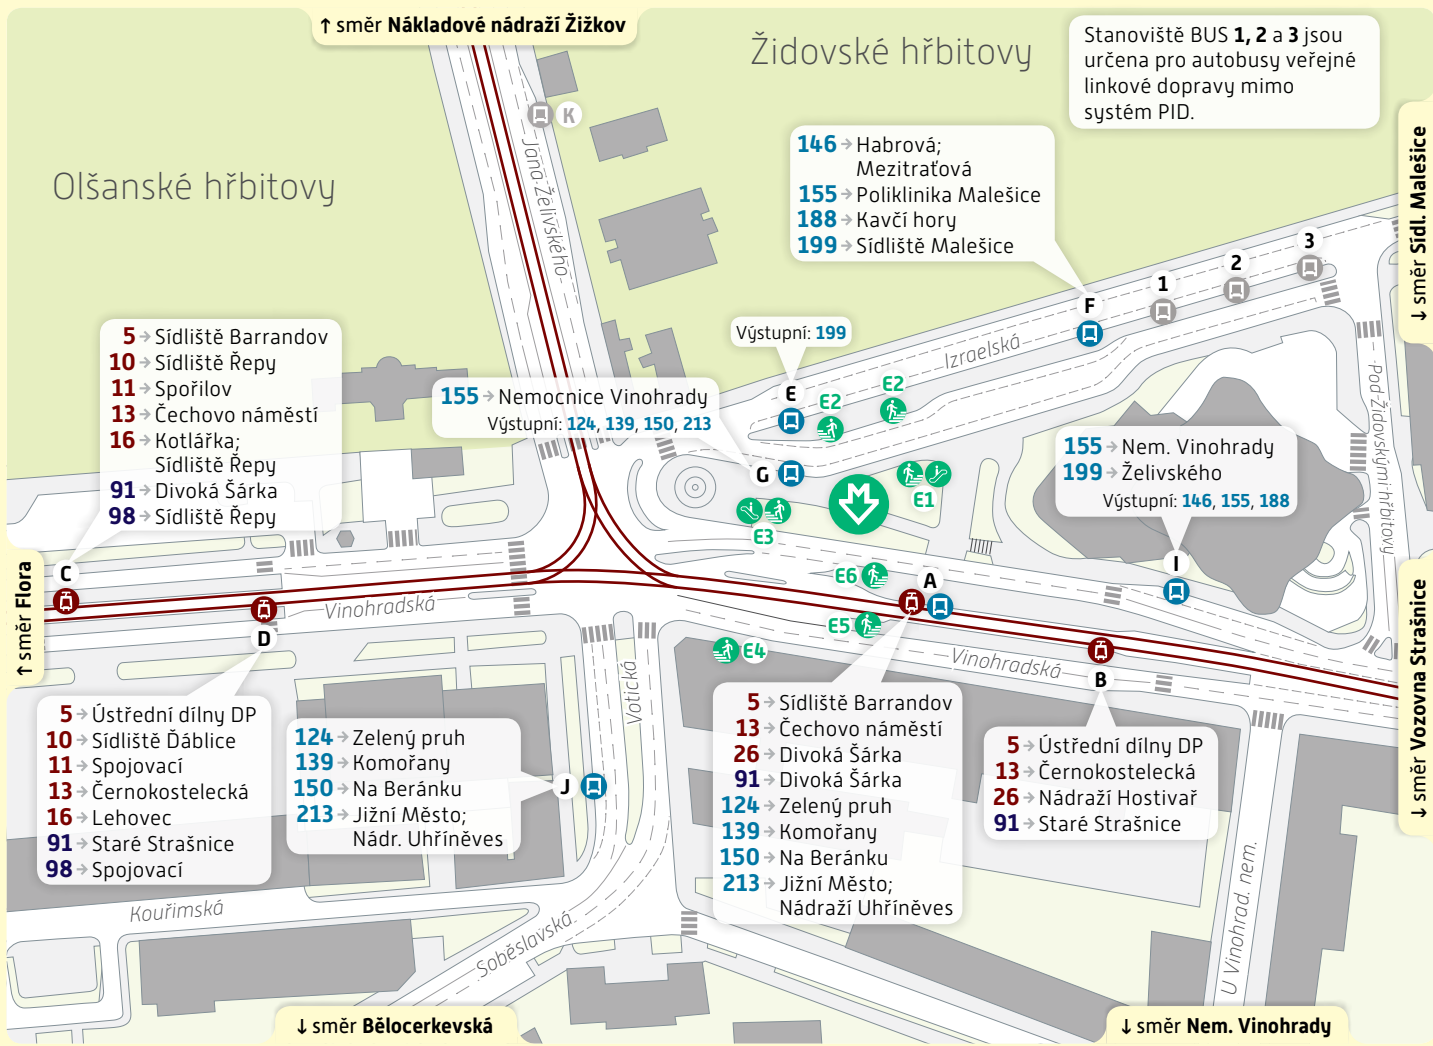 ↑ směr Nákladové nádraží Žižkov
Židovské hřbitovy
Stanoviště BUS 1, 2 a 3 jsou
určena pro autobusy veřejné
linkové dopravy mimo
systém PID.
K
Jana Želivského
Olšanské hřbitovy
146 → Habrová;
Mezitraťová
155 → Poliklinika Malešice
188 → Kavčí hory
199 → Sídliště Malešice
↓ směr Sídl. Malešice
3
2
1
F
Izraelská
Pod Židovskými hřbitovy
5 → Sídliště Barrandov
10 → Sídliště Řepy
11 → Spořilov
13 → Čechovo náměstí
16 → Kotlářka;
Sídliště Řepy
91 → Divoká Šárka
98 → Sídliště Řepy
C
Výstupní: 199
E
E2
E2
155 → Nemocnice Vinohrady
Výstupní: 124, 139, 150, 213
G
E1
E3
155 → Nem. Vinohrady
199 → Želivského
Výstupní: 146, 155, 188
I
↑ směr Flora
Vinohradská
D
E6
A
E5
E4
Vinohradská
B
↓ směr Vozovna Strašnice
Votická
5 → Ústřední dílny DP
10 → Sídliště Ďáblice
11 → Spojovací
13 → Černokostelecká
16 → Lehovec
91 → Staré Strašnice
98 → Spojovací
124 → Zelený pruh
139 → Komořany
150 → Na Beránku
213 → Jižní Město;
Nádr. Uhříněves
J
5 → Sídliště Barrandov
13 → Čechovo náměstí
26 → Divoká Šárka
91 → Divoká Šárka
124 → Zelený pruh
139 → Komořany
150 → Na Beránku
213 → Jižní Město;
Nádraží Uhříněves
5 → Ústřední dílny DP
13 → Černokostelecká
26 → Nádraží Hostivař
91 → Staré Strašnice
Kouřimská
Soběslavská
U Vinohrad. nem.
↓ směr Bělocerkevská
↓ směr Nem. Vinohrady